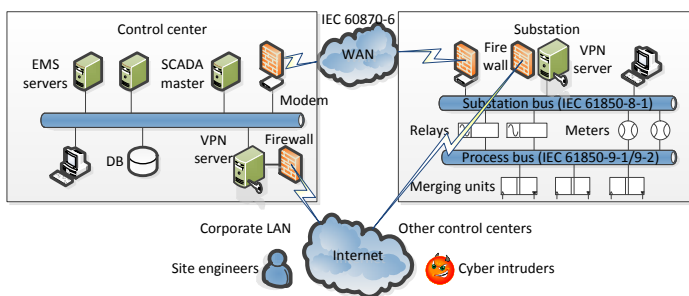 IEC 60870-6
Control center
Substation
EMS
servers
SCADA
master
WAN
Fire
wall
VPN
server
Modem
Substation bus (IEC 61850-8-1)
Relays
Meters
DB
VPN
server
Firewall
Process bus (IEC 61850-9-1/9-2)
Merging units
Corporate LAN
Other control centers
Internet
Site engineers
Cyber intruders